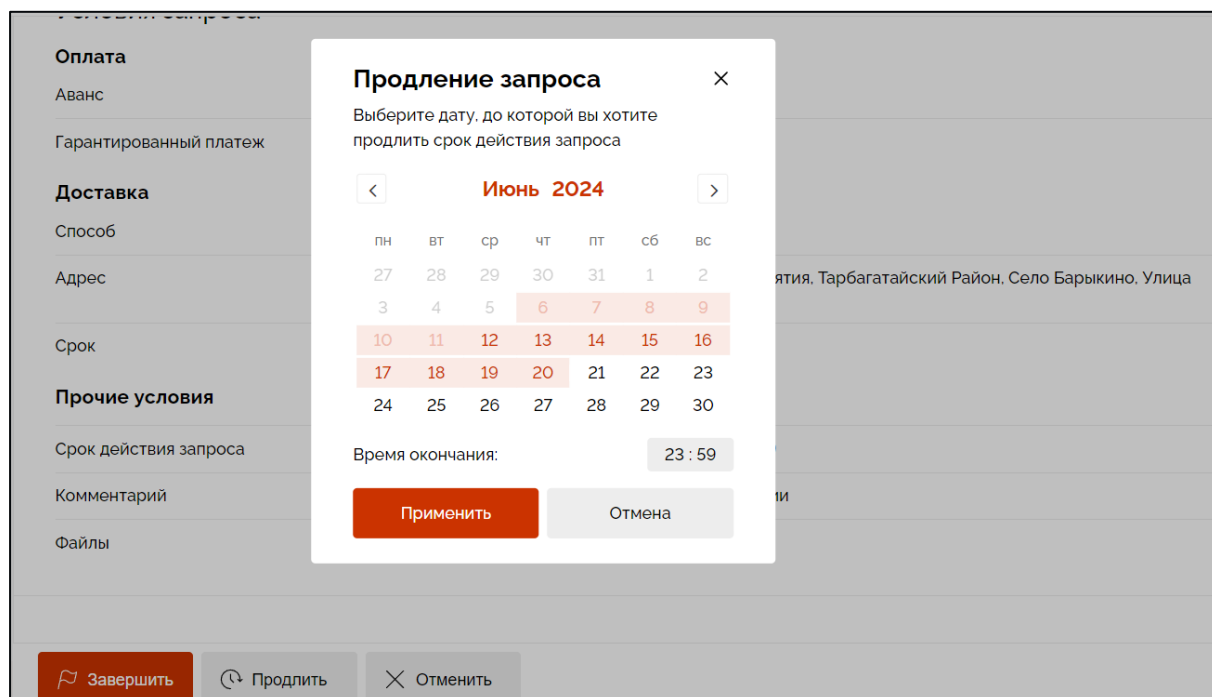 Оплата
Аванс
Гарантированный платеж
Доставка
Способ
Адрес
ятия, Тарбагатайский Район, Село Барыкино, Улица
Срок
Прочие условия
Срок действия запроса
Комментарий
ии
Файлы
Продление запроса
Выберите дату, до которой вы хотите
продлить срок действия запроса
Июнь 2024
пн вт ср чт пт сб вс
27 28 29 30 31 1 2
3 4 5 6 7 8 9
10 11 12 13 14 15 16
17 18 19 20 21 22 23
24 25 26 27 28 29 30
Время окончания: 23 : 59
Применить Отмена
Завершить Продлить Отменить